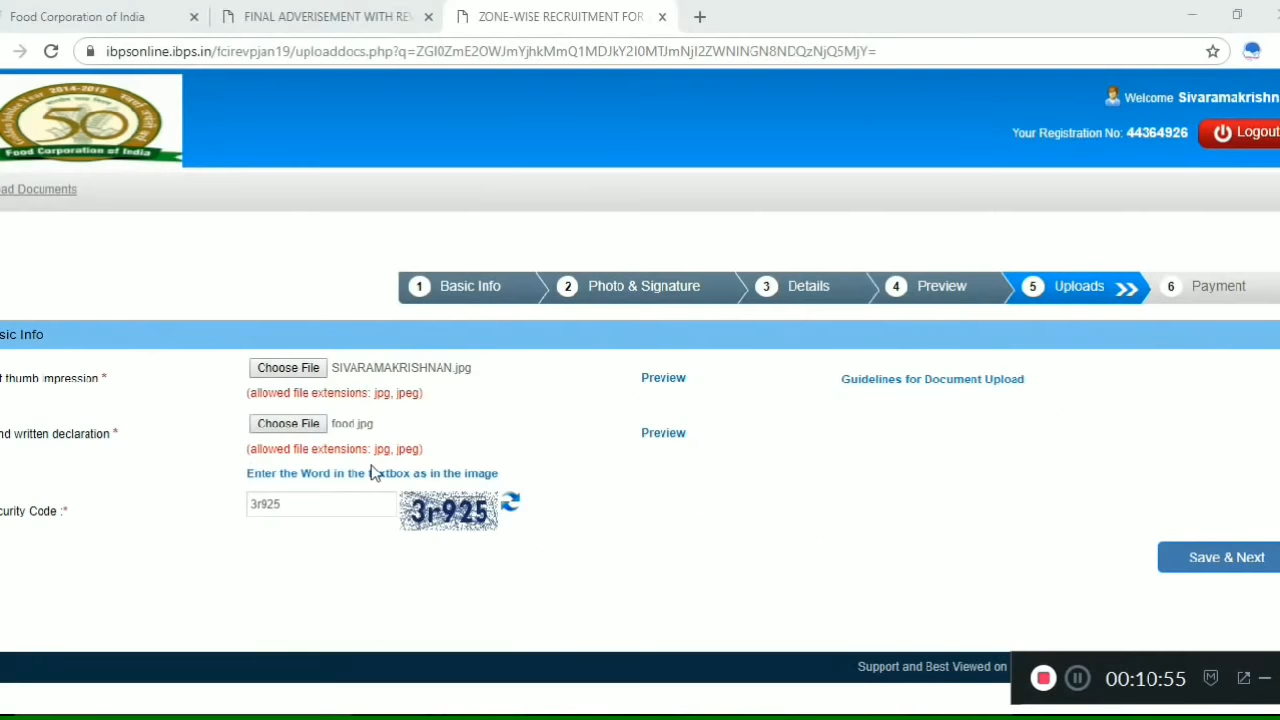 Food Corporation of India
FINAL ADVERISEMENT WITH REV
ZONE-WISE RECRUITMENT FOR
ibpsonline.ibps.in/fcirevpjan19/uploaddocs.php?q=ZGI0ZmE2OWJmYjhkMmQ1MDJkY2I0MTJmNjI2ZWNlNGN8NDQzNjQ5MjY=
2014-2015
50
Food Corporation of India
Welcome Sivaramakrishn
Your Registration No: 44364926
Logout
ad Documents
1 Basic Info
2 Photo & Signature
3 Details
4 Preview
5 Uploads
6 Payment
sic Info
t thumb impression *
Choose File SIVARAMAKRISHNAN.jpg
Preview
Guidelines for Document Upload
(allowed file extensions: jpg, jpeg)
nd written declaration *
Choose File food.jpg
Preview
(allowed file extensions: jpg, jpeg)
Enter the Word in the textbox as in the image
curity Code :*
3r925
3r925
Save & Next
Support and Best Viewed on
00:10:55